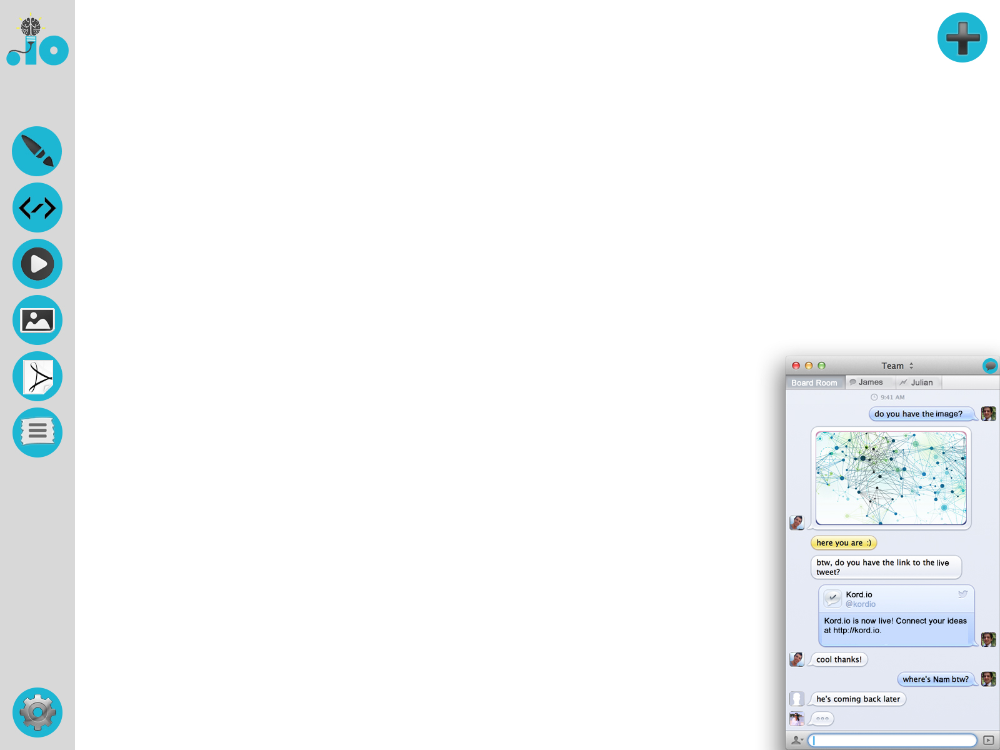 .io
Team
Board Room
James
Julian
9:41 AM
do you have the image?
here you are :)
btw, do you have the link to the live
tweet?
Kord.io
@kordio
Kord.io is now live! Connect your ideas
at http://kord.io.
cool thanks!
where's Nam btw?
he's coming back later